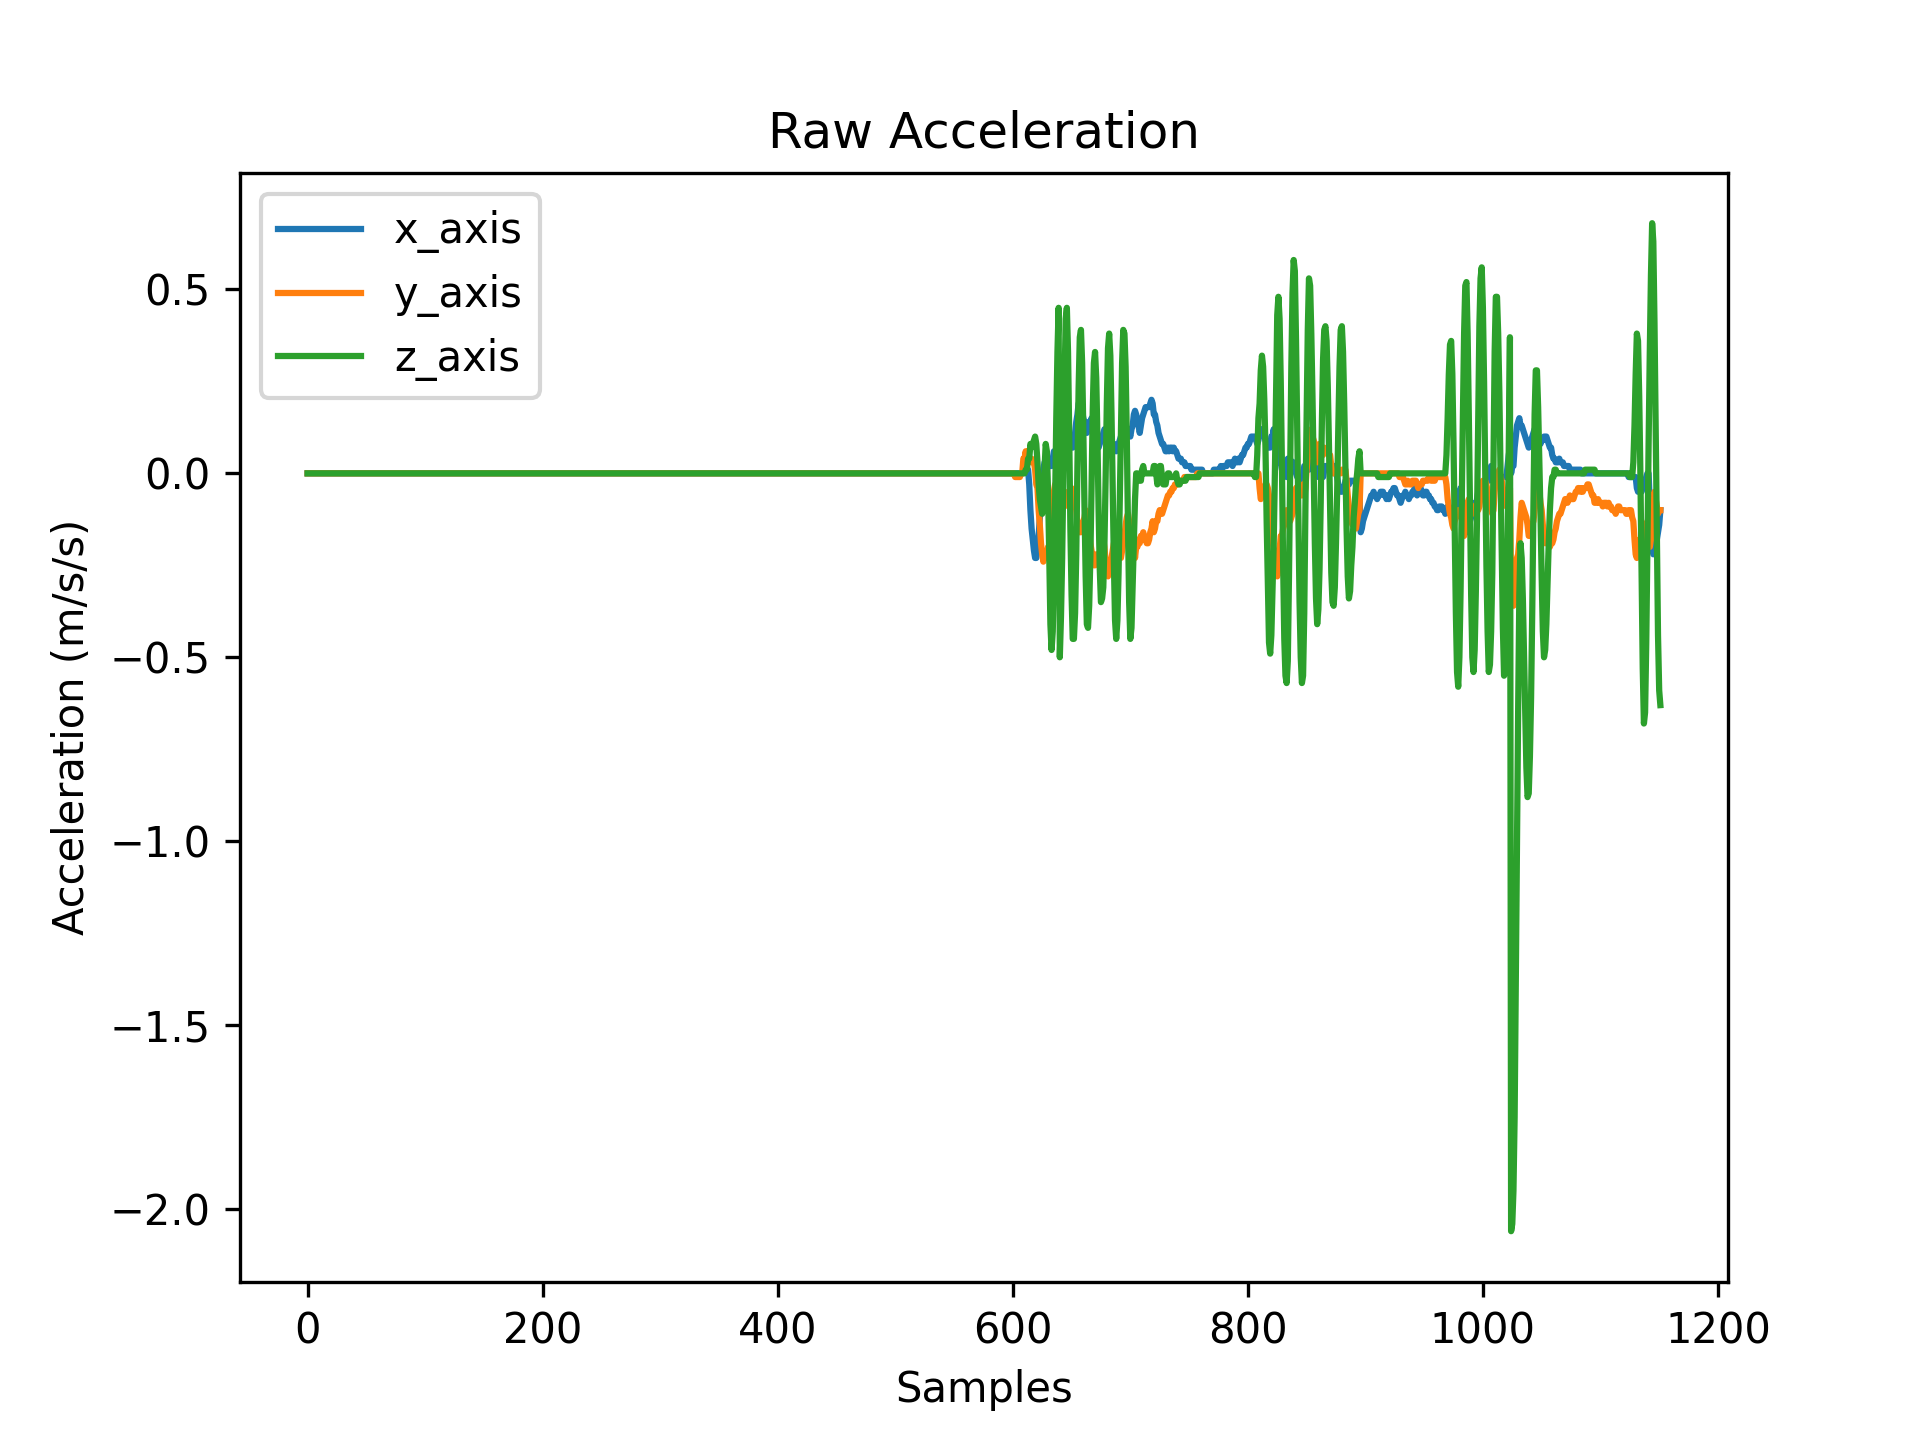 Raw Acceleration
x_axis
y_axis
z_axis
0.5
0.0
−0.5
−1.0
−1.5
−2.0
Acceleration (m/s/s)
0 200 400 600 800 1000 1200
Samples